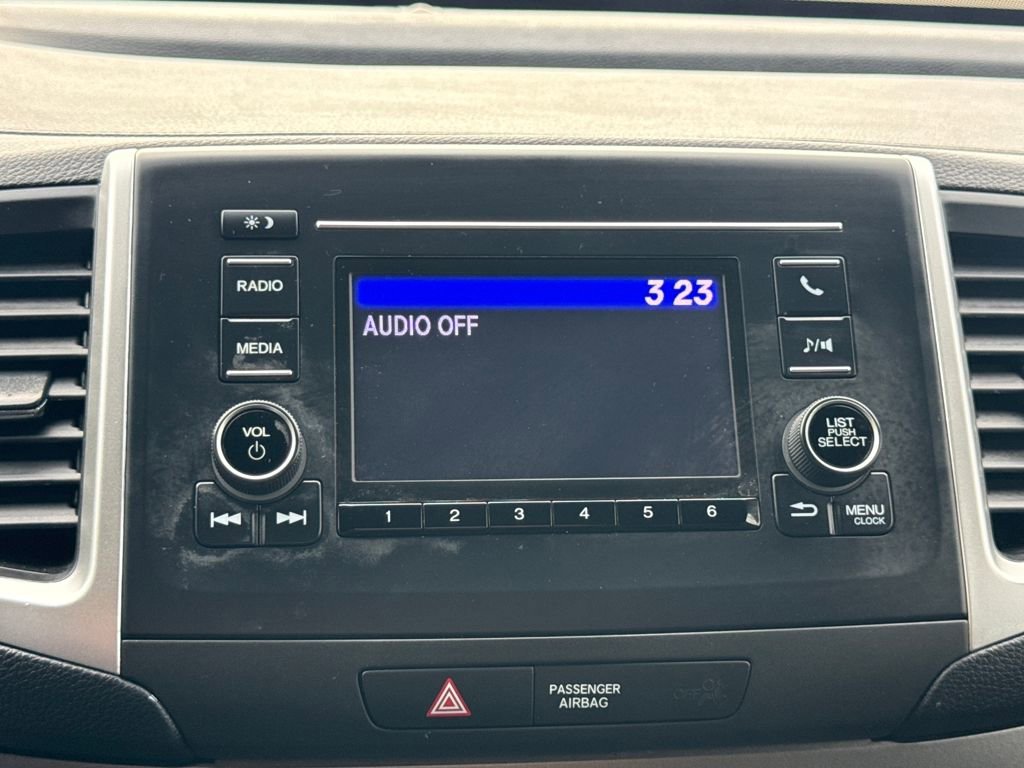 RADIO
MEDIA
VOL
3 23
AUDIO OFF
1 2 3 4 5 6
LIST
PUSH
SELECT
MENU
CLOCK
PASSENGER
AIRBAG
OFF